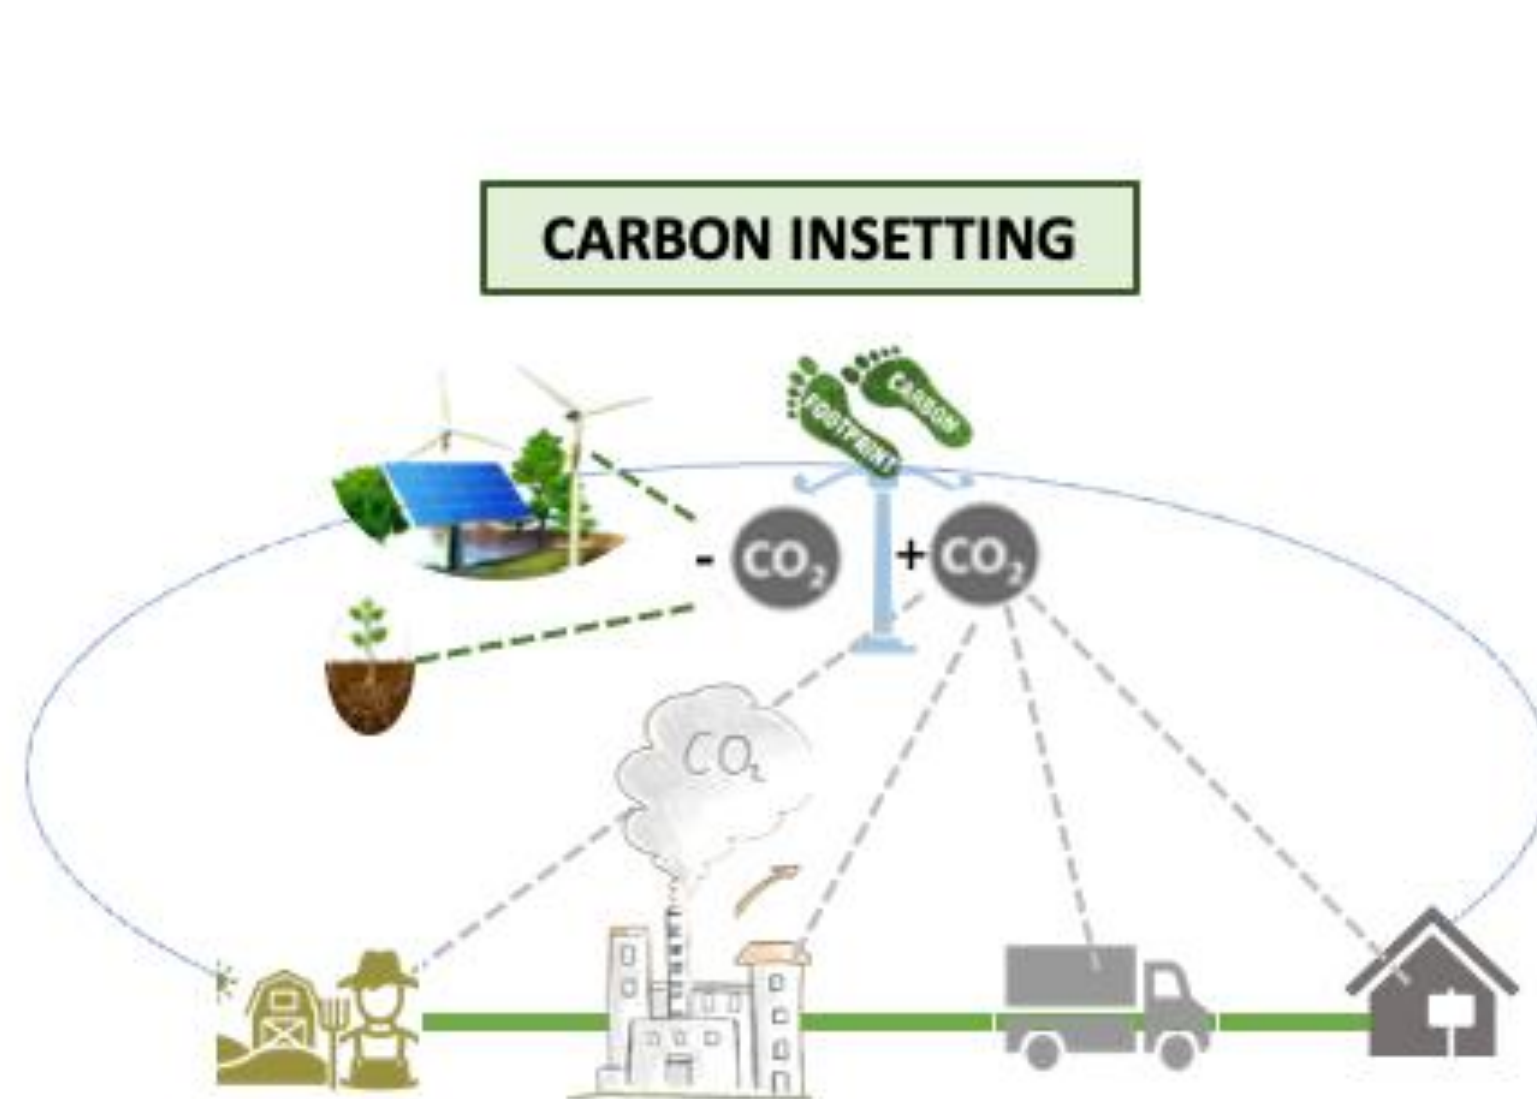 CARBON INSETTING
CARBON
FOOTPRINT
- CO₂
+ CO₂
CO₂